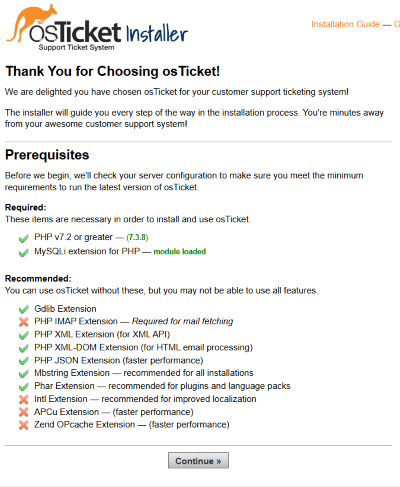 osTicket Installer
Support Ticket System
Installation Guide — G
Thank You for Choosing osTicket!
We are delighted you have chosen osTicket for your customer support ticketing system!
The installer will guide you every step of the way in the installation process. You're minutes away
from your awesome customer support system!
Prerequisites
Before we begin, we'll check your server configuration to make sure you meet the minimum
requirements to run the latest version of osTicket.
Required:
These items are necessary in order to install and use osTicket.
PHP v7.2 or greater — (7.3.8)
MySQLi extension for PHP — module loaded
Recommended:
You can use osTicket without these, but you may not be able to use all features.
Gdlib Extension
PHP IMAP Extension — Required for mail fetching
PHP XML Extension (for XML API)
PHP XML-DOM Extension (for HTML email processing)
PHP JSON Extension (faster performance)
Mbstring Extension — recommended for all installations
Phar Extension — recommended for plugins and language packs
Intl Extension — recommended for improved localization
APCu Extension — (faster performance)
Zend OPcache Extension — (faster performance)
Continue »